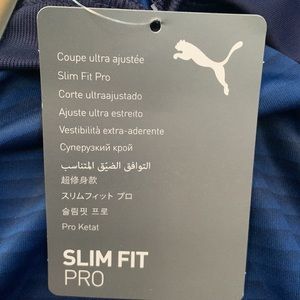 Coupe ultra ajustée
Slim Fit Pro
Corte ultraajustado
Ajuste ultra estreito
Vestibilità extra-aderente
Суперузкий крой
التوافق الضيّق المتناسب
超修身款
スリムフィット プロ
슬림핏 프로
Pro Ketat
SLIM FIT
PRO